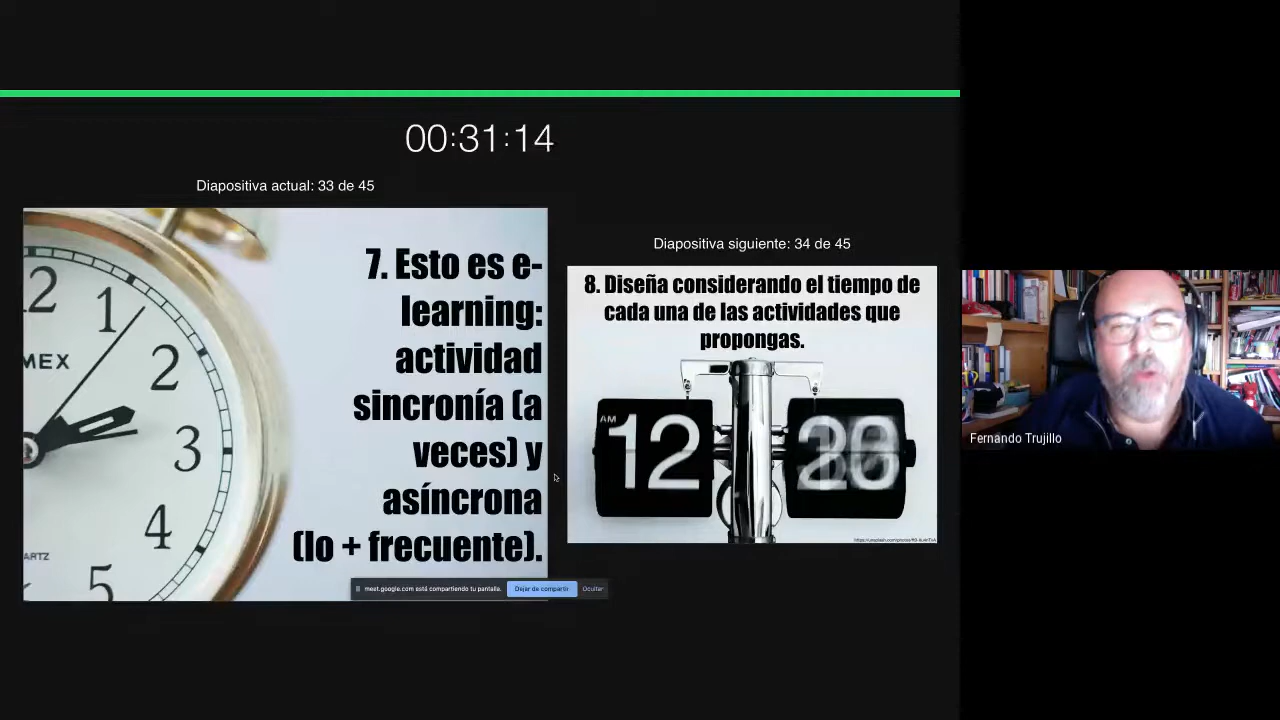 00:31:14
Diapositiva actual: 33 de 45
12
1
2
3
4
5
MEX
ARTZ
7. Esto es e-
learning:
actividad
sincronía (a
veces) y
asíncrona
(lo + frecuente).
Diapositiva siguiente: 34 de 45
8. Diseña considerando el tiempo de
cada una de las actividades que
propongas.
AM
12
meet.google.com está compartiendo tu pantalla.
Dejar de compartir
Ocultar
Fernando Trujillo